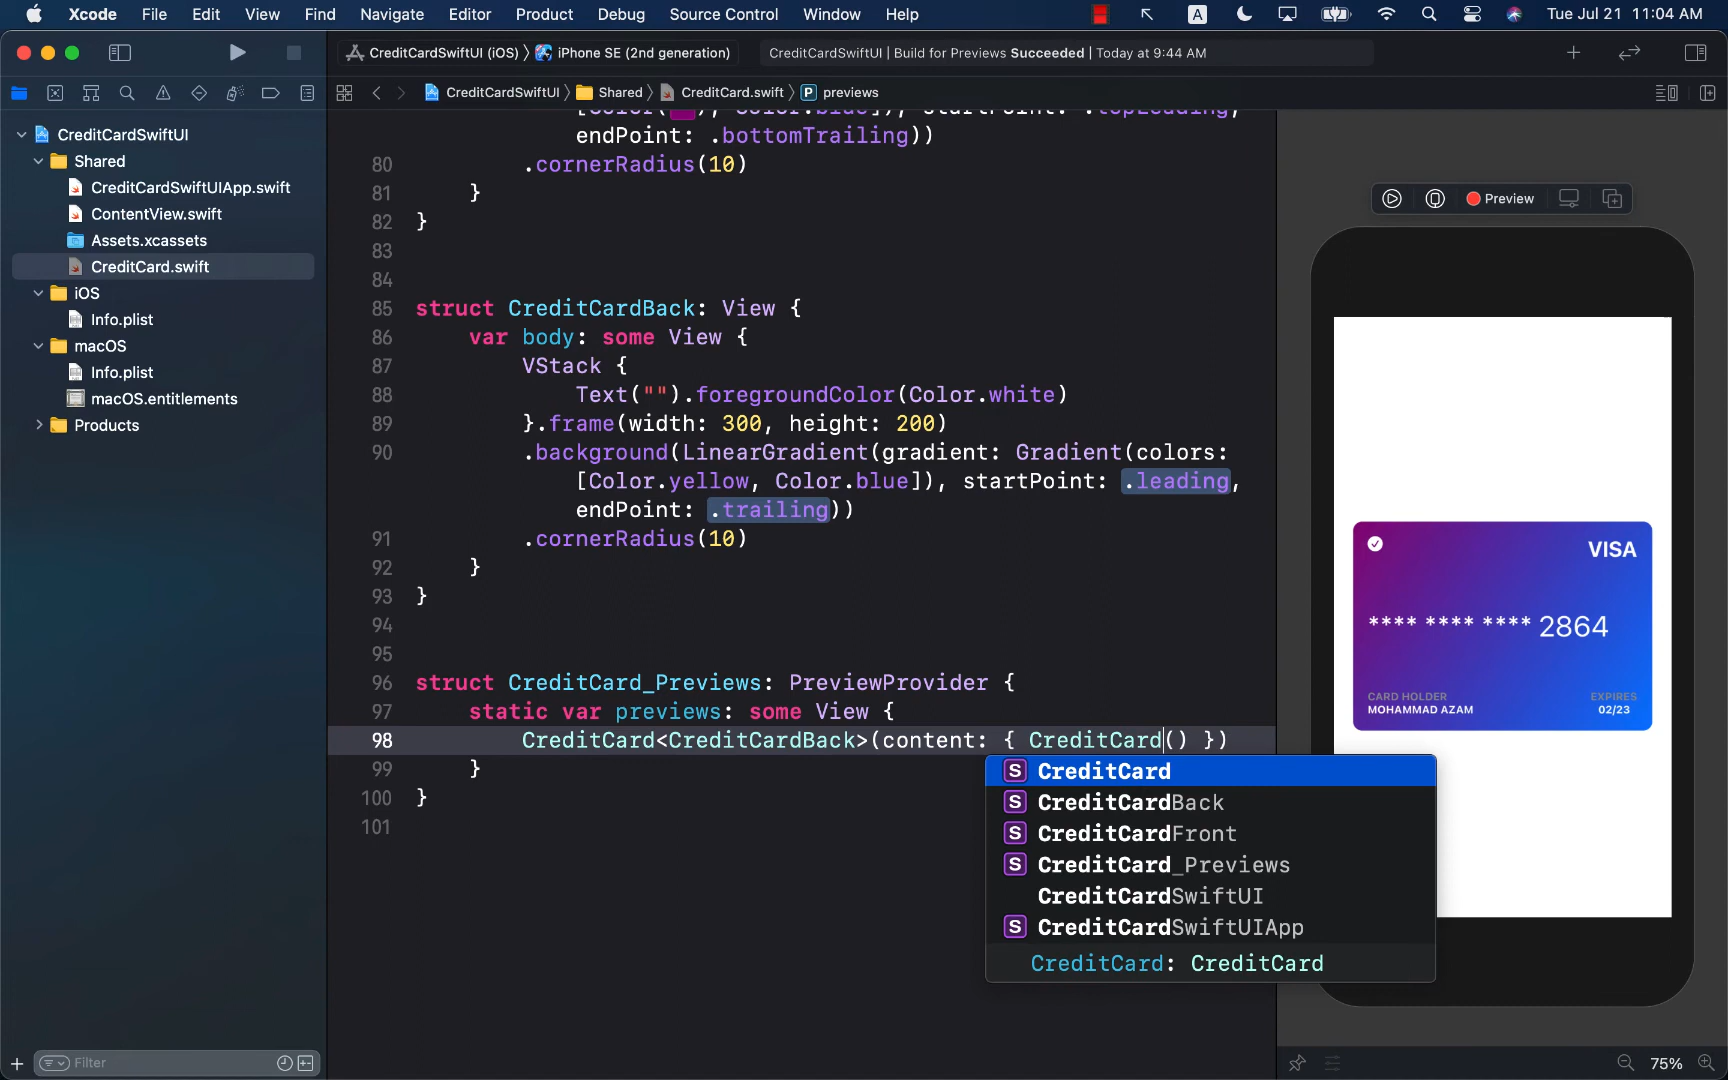 Xcode File Edit View Find Navigate Editor Product Debug Source Control Window Help A Tue Jul 21 11:04 AM
CreditCardSwiftUI (iOS) iPhone SE (2nd generation) CreditCardSwiftUI | Build for Previews Succeeded | Today at 9:44 AM
CreditCardSwiftUI Shared CreditCard.swift P previews
CreditCardSwiftUI
Shared
CreditCardSwiftUIApp.swift
ContentView.swift
Assets.xcassets
CreditCard.swift
iOS
Info.plist
macOS
Info.plist
macOS.entitlements
Products
Filter
[Color( ), Color.blue]), startPoint: .topLeading,
endPoint: .bottomTrailing))
80 .cornerRadius(10)
81 }
82 }
83
84
85 struct CreditCardBack: View {
86 var body: some View {
87 VStack {
88 Text("").foregroundColor(Color.white)
89 }.frame(width: 300, height: 200)
90 .background(LinearGradient(gradient: Gradient(colors:
[Color.yellow, Color.blue]), startPoint: .leading,
endPoint: .trailing))
91 .cornerRadius(10)
92 }
93 }
94
95
96 struct CreditCard_Previews: PreviewProvider {
97 static var previews: some View {
98 CreditCard<CreditCardBack>(content: { CreditCard() })
99 }
100 }
101
S CreditCard
S CreditCardBack
S CreditCardFront
S CreditCard_Previews
CreditCardSwiftUI
S CreditCardSwiftUIApp
CreditCard: CreditCard
Preview
VISA
**** **** **** 2864
CARD HOLDER EXPIRES
MOHAMMAD AZAM 02/23
75%